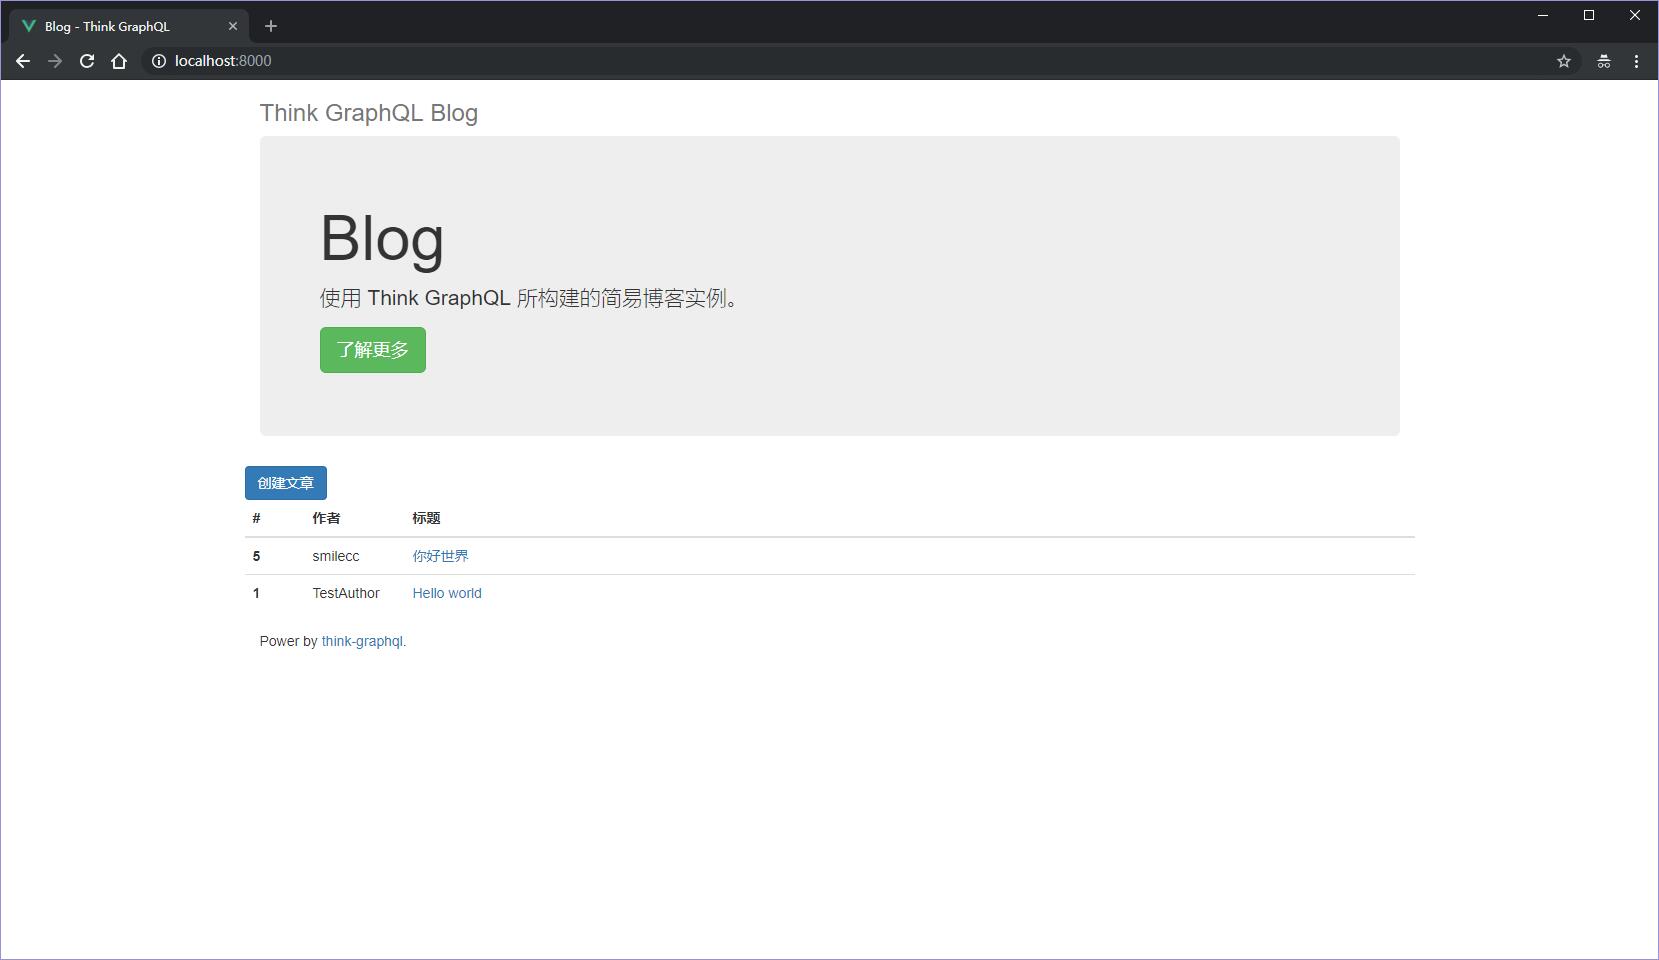 Blog - Think GraphQL
localhost:8000
Think GraphQL Blog
Blog
使用 Think GraphQL 所构建的简易博客实例。
了解更多
创建文章
# 作者 标题
5 smilecc 你好世界
1 TestAuthor Hello world
Power by think-graphql.